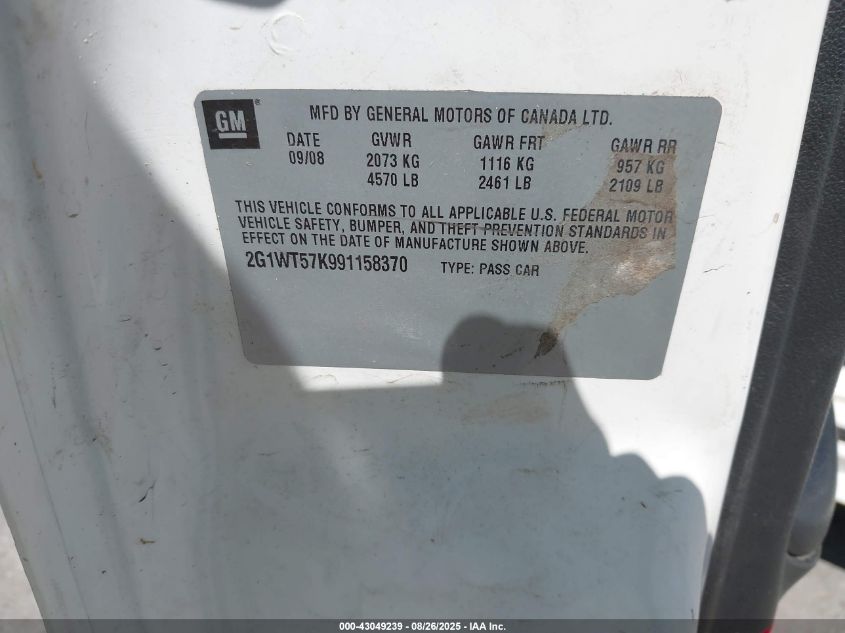 GM
MFD BY GENERAL MOTORS OF CANADA LTD.
DATE GVWR GAWR FRT GAWR RR
09/08 2073 KG 1116 KG 957 KG
4570 LB 2461 LB 2109 LB
THIS VEHICLE CONFORMS TO ALL APPLICABLE U.S. FEDERAL MOTOR
VEHICLE SAFETY, BUMPER, AND THEFT PREVENTION STANDARDS IN
EFFECT ON THE DATE OF MANUFACTURE SHOWN ABOVE.
2G1WT57K991158370 TYPE: PASS CAR
000-43049239 - 08/26/2025 - IAA Inc.